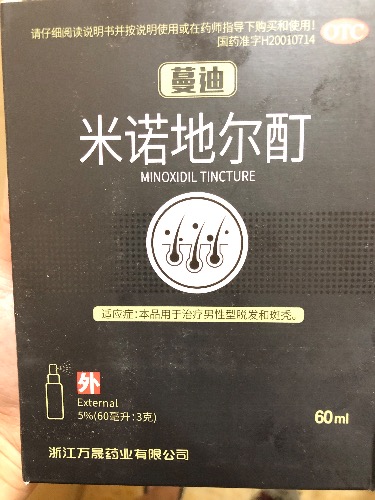 请仔细阅读说明书并按说明使用或在药师指导下购买和使用!
国药准字H20010714
OTC
蔓迪
米诺地尔酊
MINOXIDIL TINCTURE
适应症:本品用于治疗男性型脱发和斑秃。
外
External
5%(60毫升:3克)
60ml
浙江万晟药业有限公司